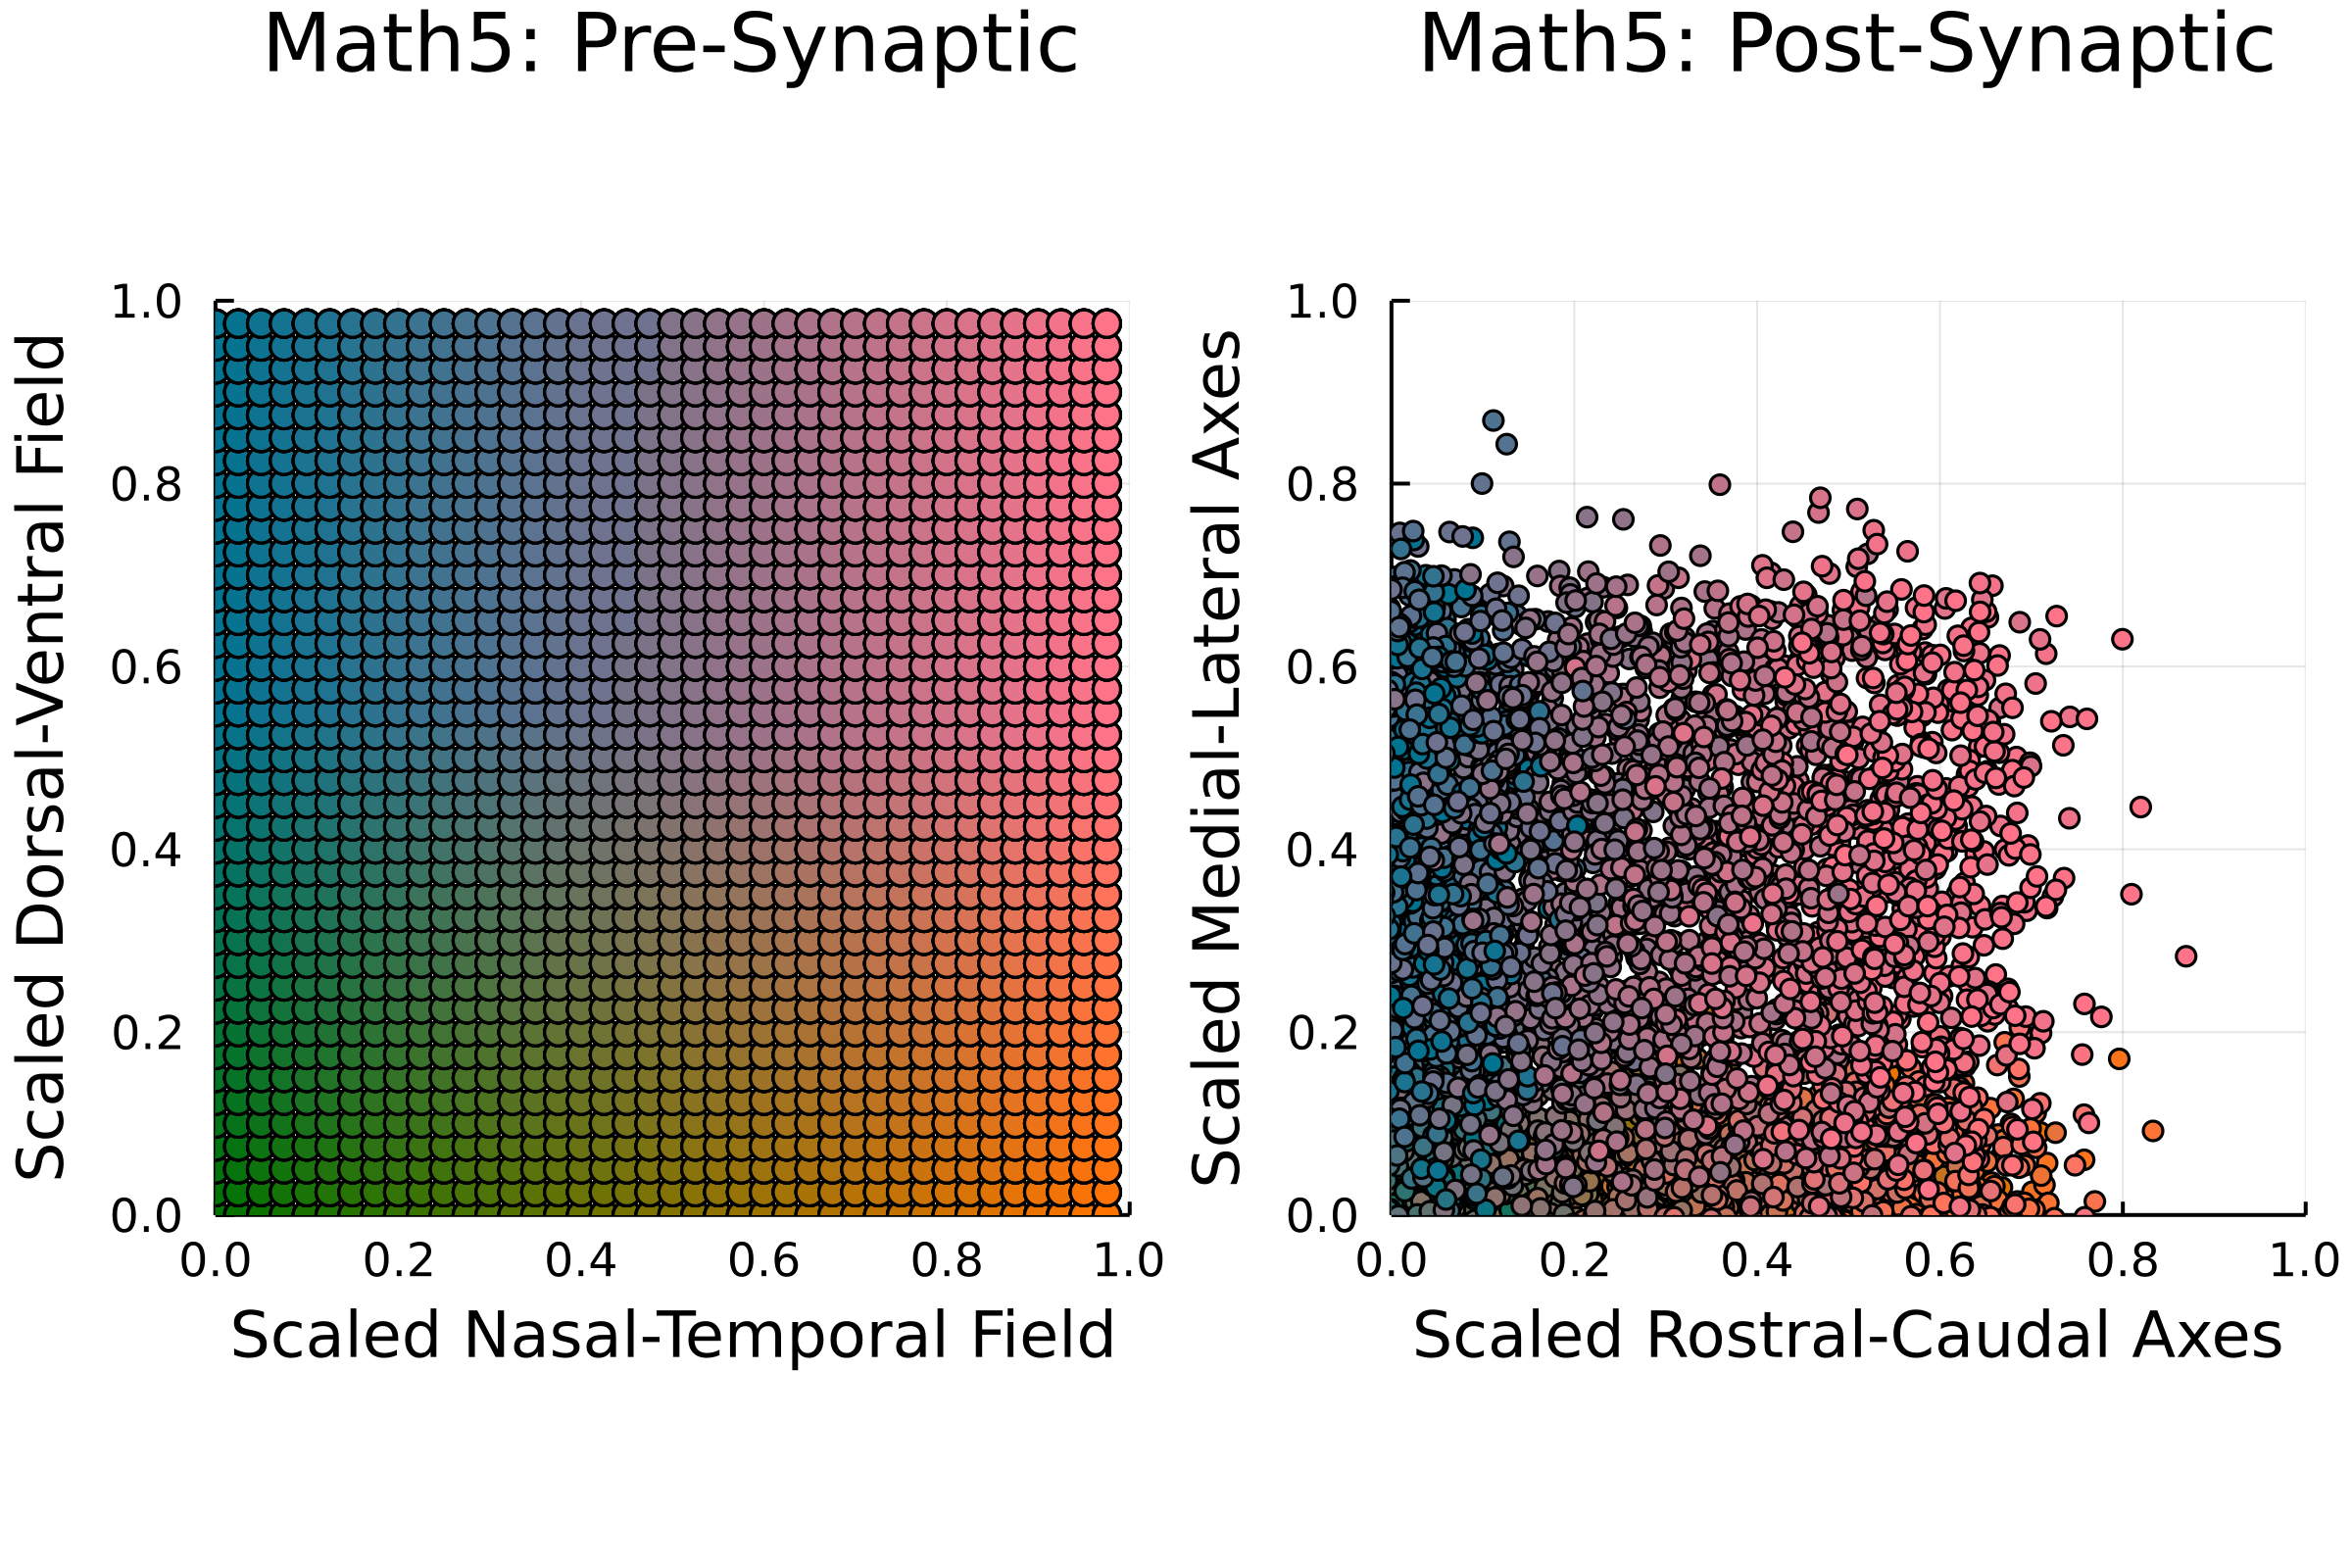 Math5: Pre-Synaptic
Scaled Dorsal-Ventral Field
1.0
0.8
0.6
0.4
0.2
0.0
0.0 0.2 0.4 0.6 0.8 1.0
Scaled Nasal-Temporal Field
Math5: Post-Synaptic
Scaled Medial-Lateral Axes
1.0
0.8
0.6
0.4
0.2
0.0
0.0 0.2 0.4 0.6 0.8 1.0
Scaled Rostral-Caudal Axes